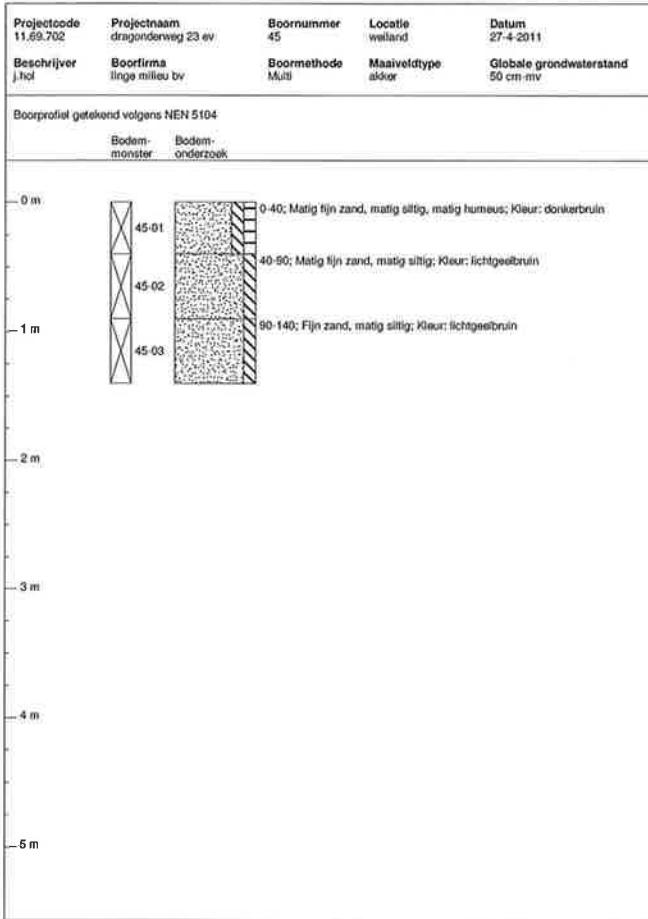 Projectcode Projectnaam Boornummer Locatie Datum
11.69.702 dragonderweg 23 ev 45 weiland 27-4-2011
Beschrijver Boorfirma Boormethode Maaiveldtype Globale grondwaterstand
j.hol linge milieu bv Multi akker 50 cm-mv
Boorprofiel getekend volgens NEN 5104
Bodem- Bodem-
monster onderzoek
0 m
0-40; Matig fijn zand, matig siltig, matig humeus; Kleur: donkerbruin
45-01
40-90; Matig fijn zand, matig siltig; Kleur: lichtgeelbruin
45-02
1 m
90-140; Fijn zand, matig siltig; Kleur: lichtgeelbruin
45-03
2 m
3 m
4 m
5 m